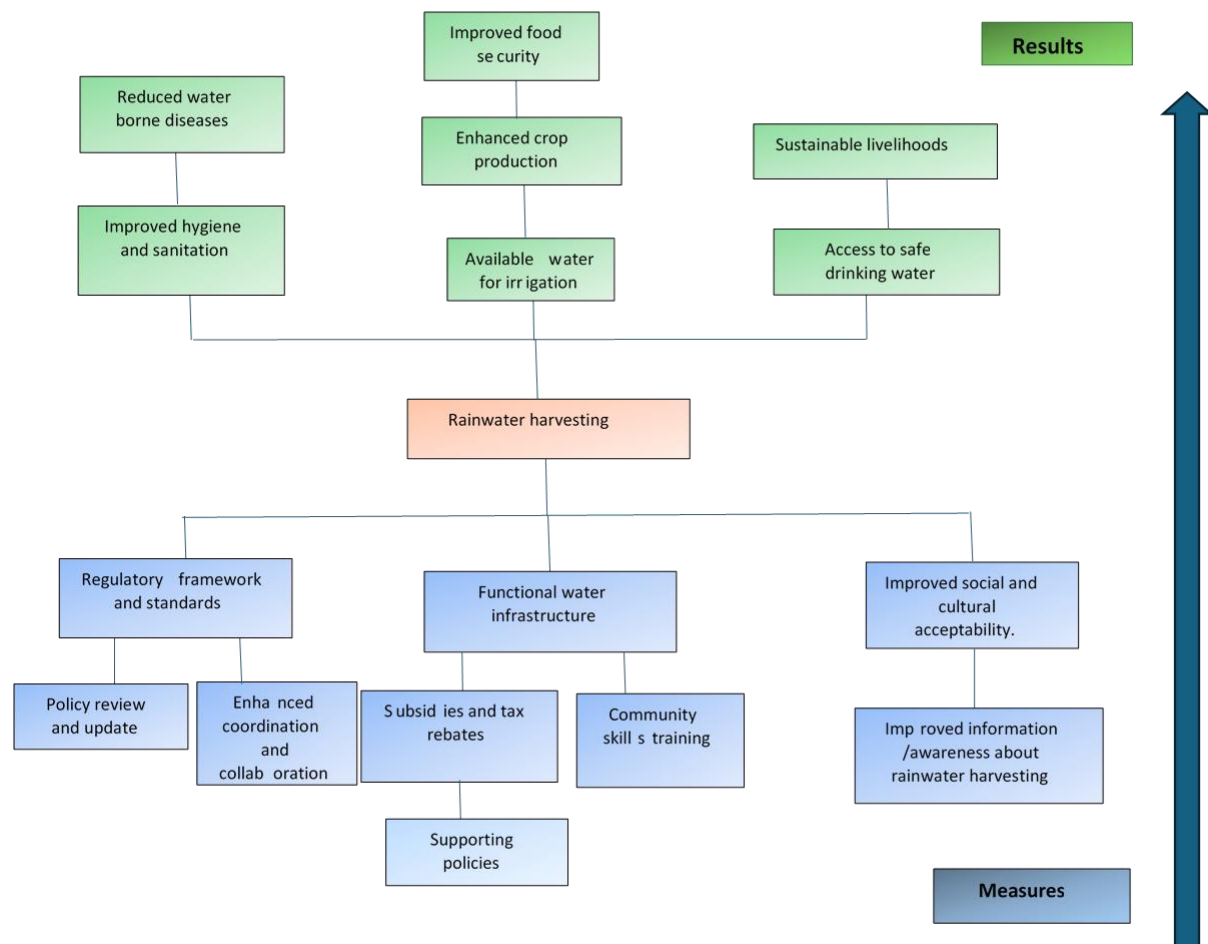 Improved food
se curity
Results
Reduced water
borne diseases
Enhanced crop
production
Sustainable livelihoods
Improved hygiene
and sanitation
Available water
for irr igation
Access to safe
drinking water
Rainwater harvesting
Regulatory framework
and standards
Functional water
infrastructure
Improved social and
cultural
acceptability.
Policy review
and update
Enha nced
coordination
and
collab oration
S ubsid ies and tax
rebates
Community
skill s training
Imp roved information
/awareness about
rainwater harvesting
Supporting
policies
Measures